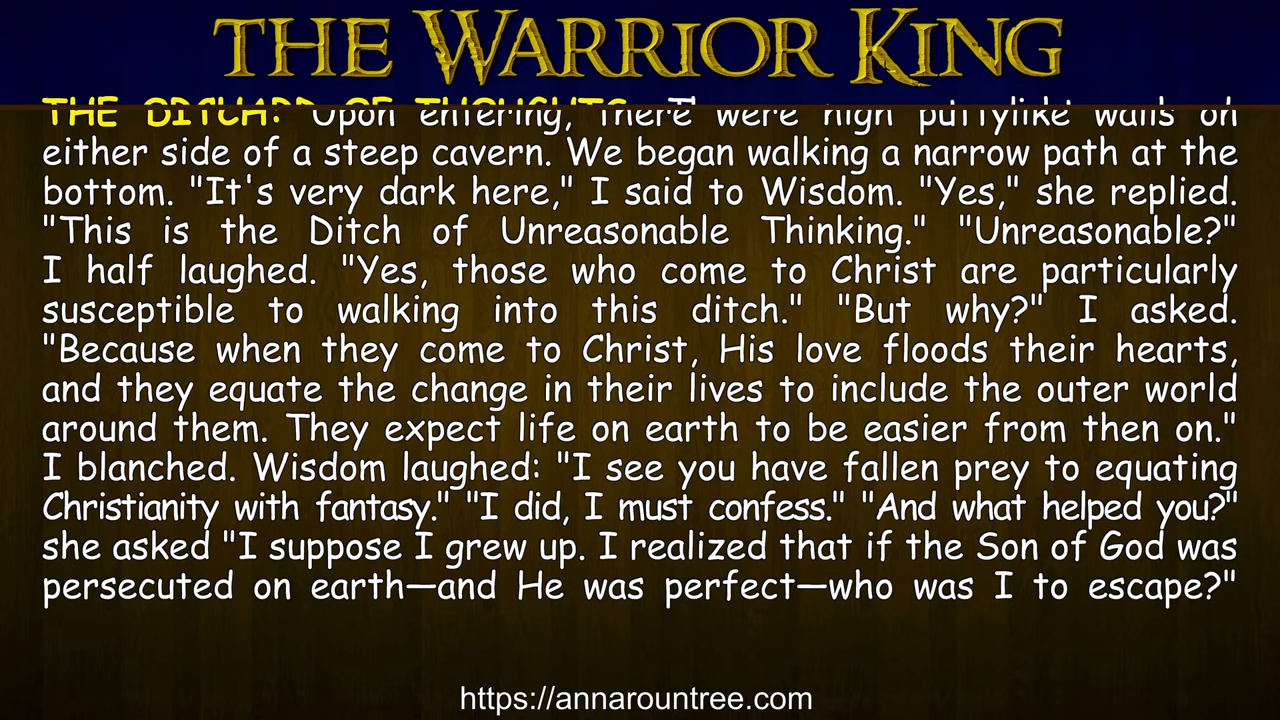 THE WARRIOR KING
THE OF THOUGHTS Upon entering, there were high puttylike walls on
either side of a steep cavern. We began walking a narrow path at the
bottom. "It's very dark here," I said to Wisdom. "Yes," she replied.
"This is the Ditch of Unreasonable Thinking." "Unreasonable?"
I half laughed. "Yes, those who come to Christ are particularly
susceptible to walking into this ditch." "But why?" I asked.
"Because when they come to Christ, His love floods their hearts,
and they equate the change in their lives to include the outer world
around them. They expect life on earth to be easier from then on."
I blanched. Wisdom laughed: "I see you have fallen prey to equating
Christianity with fantasy." "I did, I must confess." "And what helped you?"
she asked "I suppose I grew up. I realized that if the Son of God was
persecuted on earth—and He was perfect—who was I to escape?"
https://annarountree.com